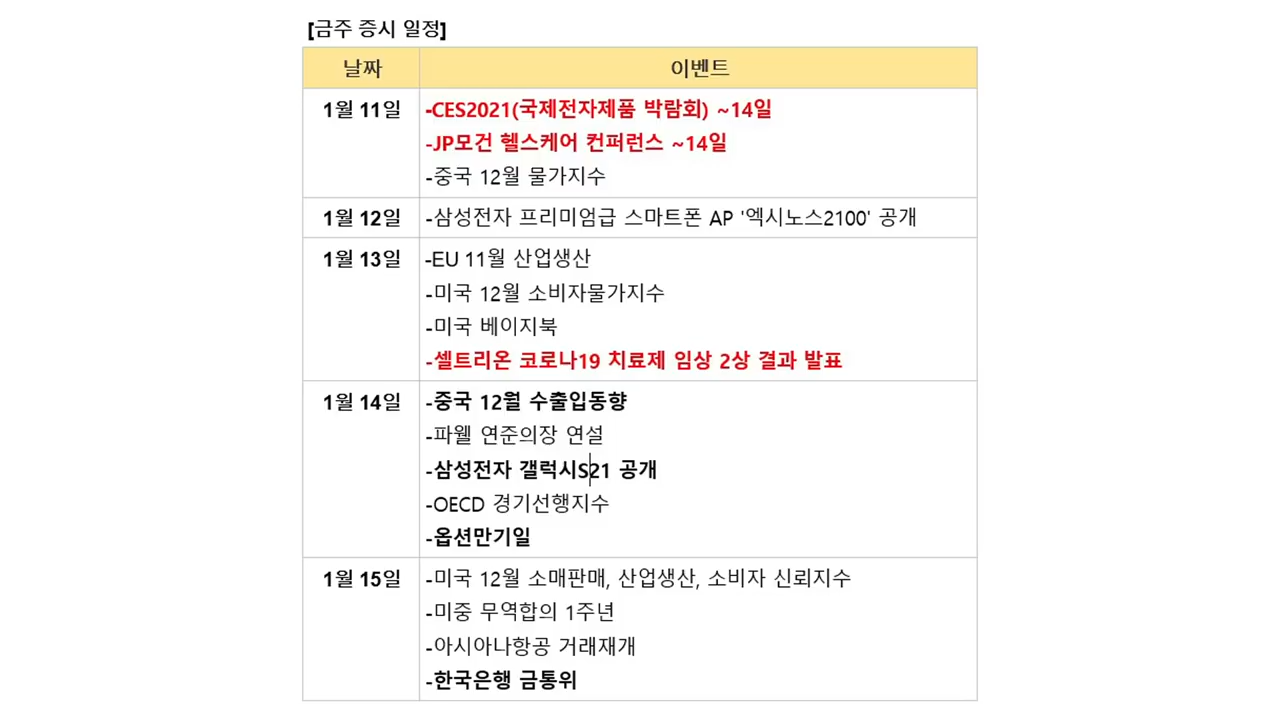 [금주 증시 일정]
날짜 이벤트
1월 11일 -CES2021(국제전자제품 박람회) ~14일
-JP모건 헬스케어 컨퍼런스 ~14일
-중국 12월 물가지수
1월 12일 -삼성전자 프리미엄급 스마트폰 AP '엑시노스2100' 공개
1월 13일 -EU 11월 산업생산
-미국 12월 소비자물가지수
-미국 베이지북
-셀트리온 코로나19 치료제 임상 2상 결과 발표
1월 14일 -중국 12월 수출입동향
-파웰 연준의장 연설
-삼성전자 갤럭시S21 공개
-OECD 경기선행지수
-옵션만기일
1월 15일 -미국 12월 소매판매, 산업생산, 소비자 신뢰지수
-미중 무역합의 1주년
-아시아나항공 거래재개
-한국은행 금통위